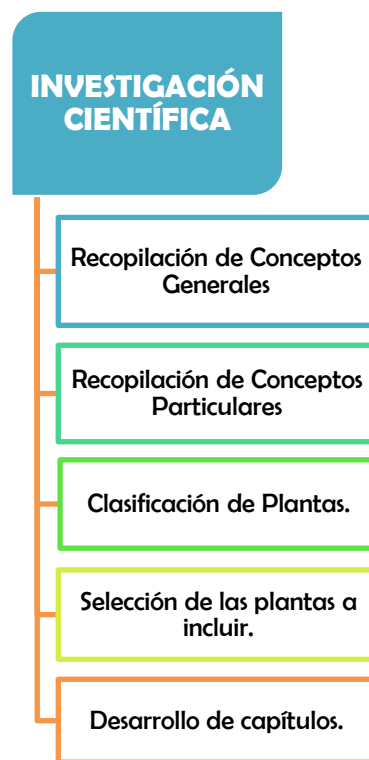 INVESTIGACIÓN
CIENTÍFICA
Recopilación de Conceptos
Generales
Recopilación de Conceptos
Particulares
Clasificación de Plantas.
Selección de las plantas a
incluir.
Desarrollo de capítulos.